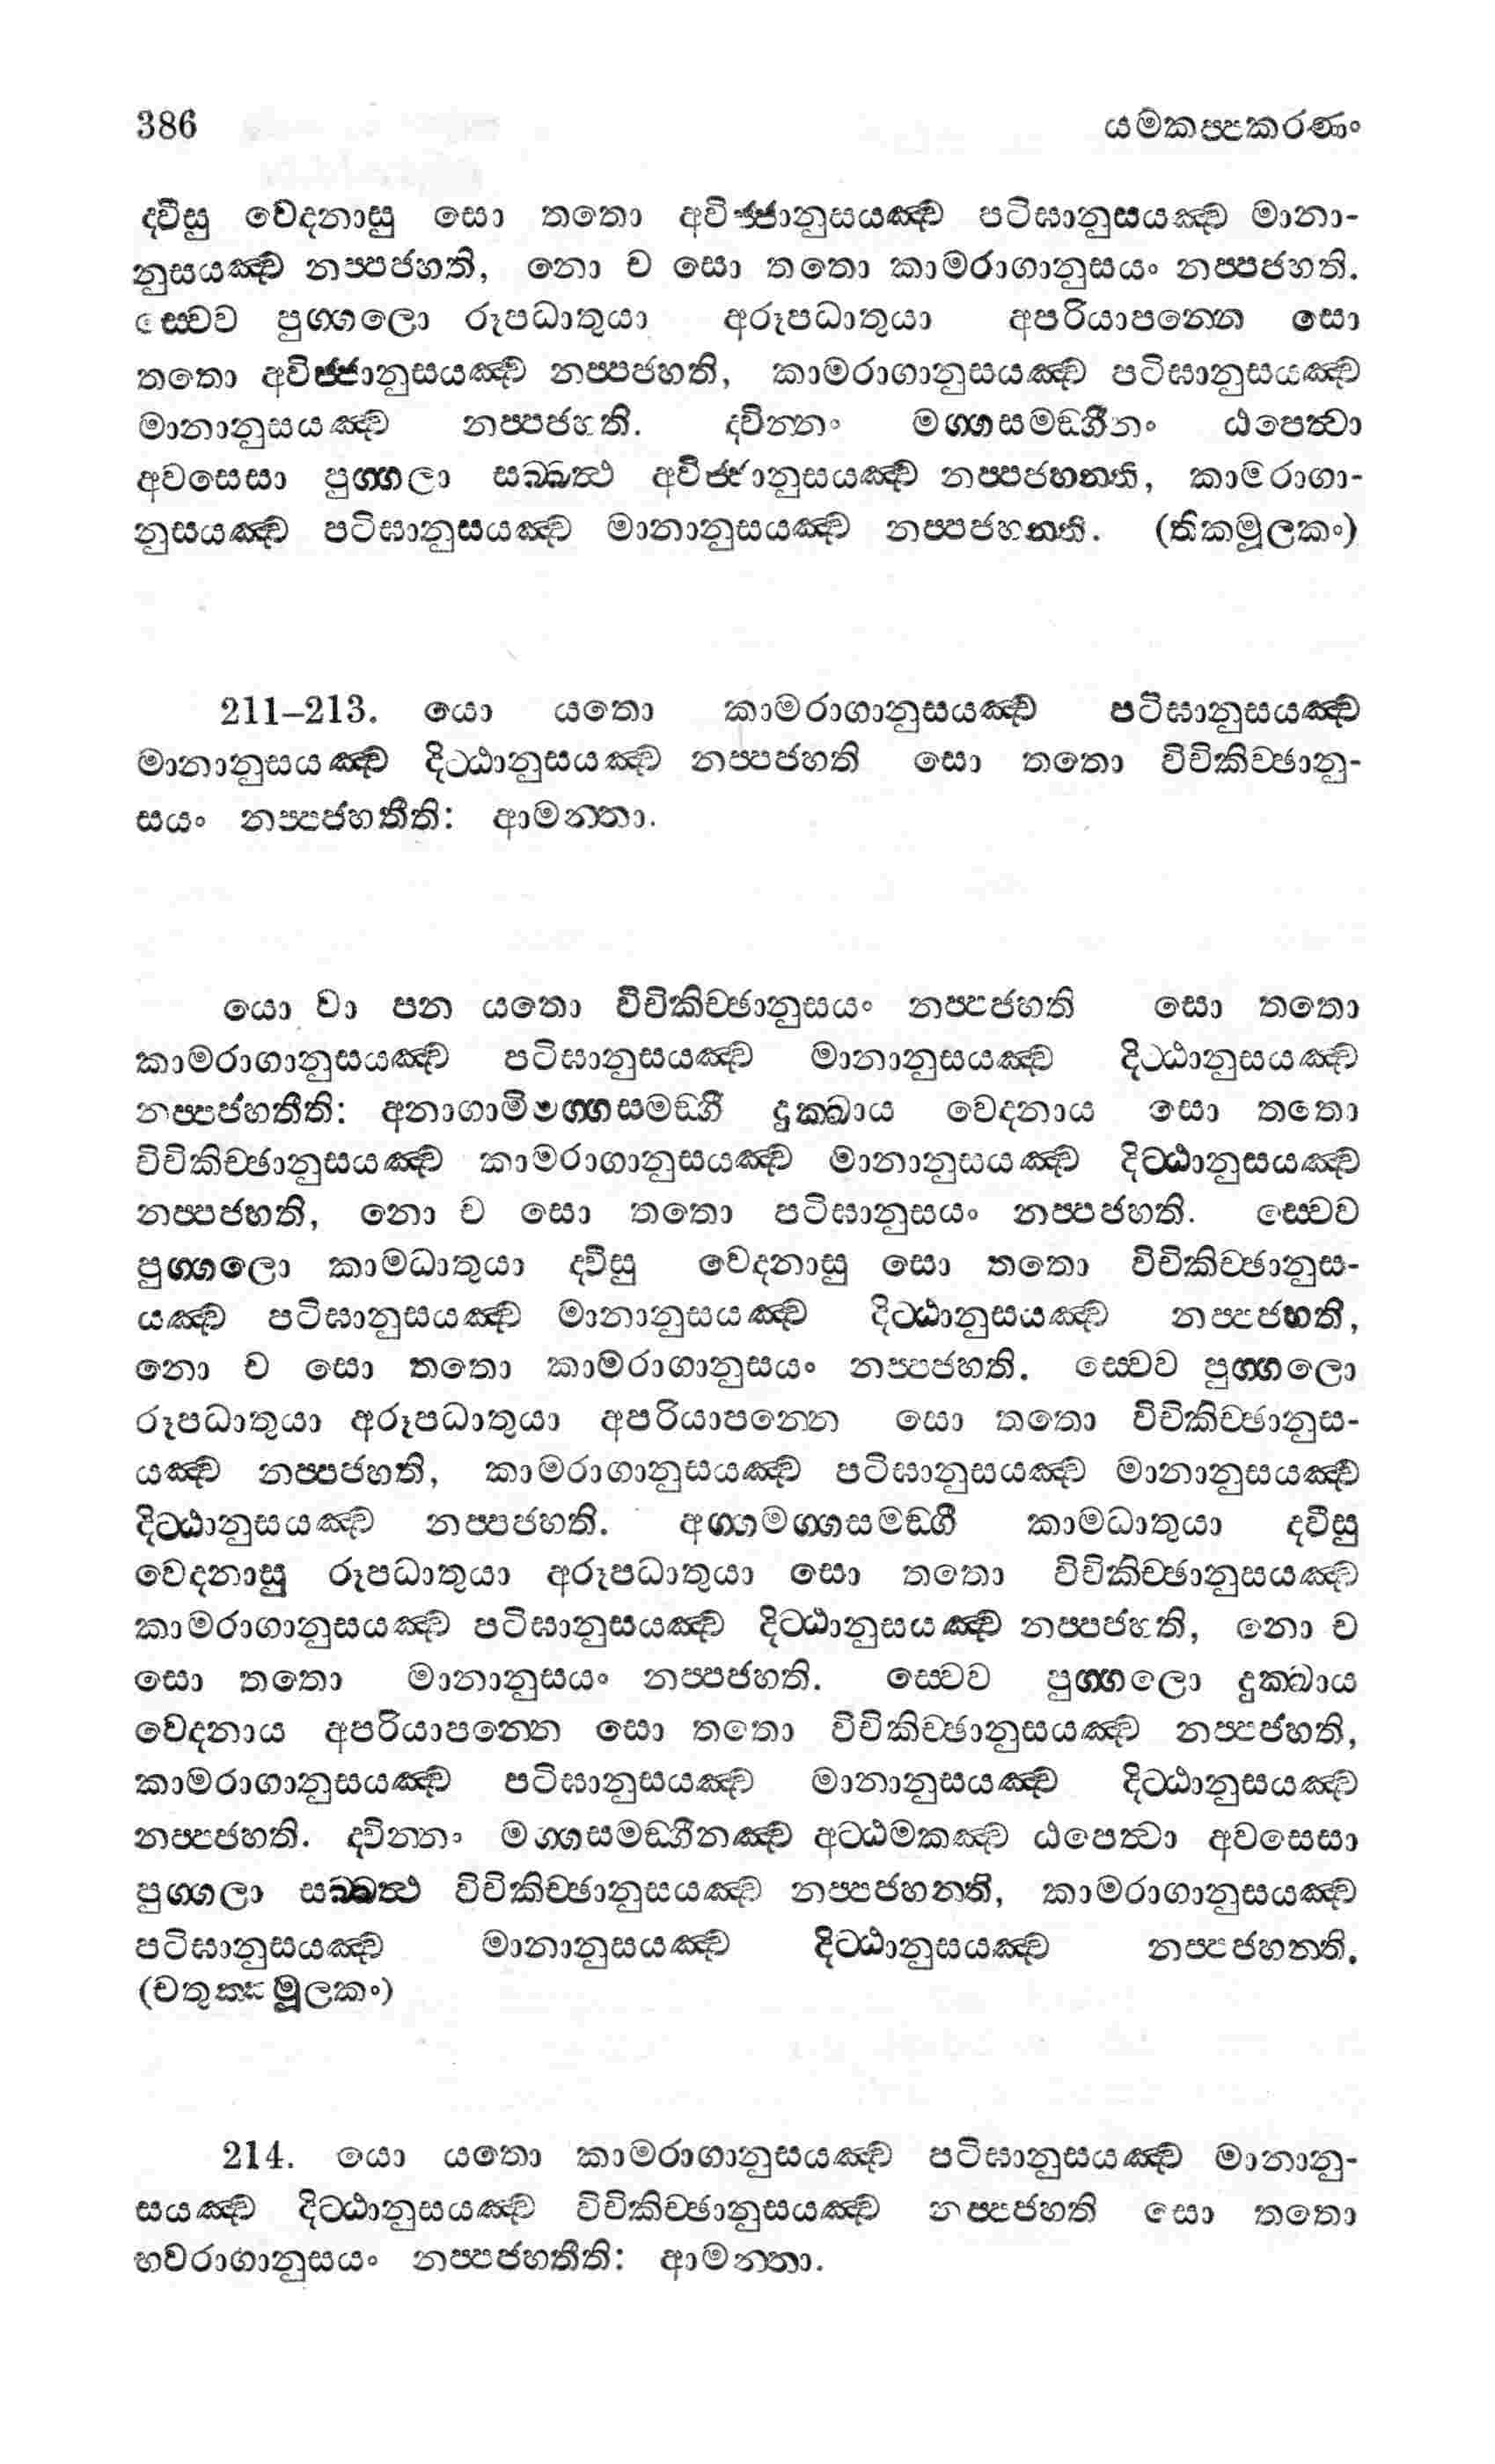 386 යමකප්පකරණං
ද්වීසු වෙදනාසු සො තතො අවිජ්ජානුසයඤ්ච පටිඝානුසයඤ්ච මානා-
නුසයඤ්ච නප්පජහති, නො ච සො තතො කාමරාගානුසයං නප්පජහති.
ස්වෙව පුග්ගලො රූපධාතුයා අරූපධාතුයා අපරියාපන්නෙ සො
තතො අවිජ්ජානුසයඤ්ච නප්පජහති, කාමරාගානුසයඤ්ච පටිඝානුසයඤ්ච
මානානුසයඤ්ච නප්පජහති. ද්වින්නං මග්ගසමඞ්ගීනං ඨපෙත්වා
අවසෙසා පුග්ගලා සබ්බත්ථ අවිජ්ජානුසයඤ්ච නප්පජහන්ති, කාමරාගා-
නුසයඤ්ච පටිඝානුසයඤ්ච මානානුසයඤ්ච නප්පජහන්ති. (තිකමූලකං)
211–213. යො යතො කාමරාගානුසයඤ්ච පටිඝානුසයඤ්ච
මානානුසයඤ්ච දිට්ඨානුසයඤ්ච නප්පජහති සො තතො විචිකිච්ඡානු-
සයං නප්පජහතීති: ආමන්තා.
යො වා පන යතො විචිකිච්ඡානුසයං නප්පජහති සො තතො
කාමරාගානුසයඤ්ච පටිඝානුසයඤ්ච මානානුසයඤ්ච දිට්ඨානුසයඤ්ච
නප්පජහතීති: අනාගාමිමග්ගසමඞ්ගී දුක්ඛාය වෙදනාය සො තතො
විචිකිච්ඡානුසයඤ්ච කාමරාගානුසයඤ්ච මානානුසයඤ්ච දිට්ඨානුසයඤ්ච
නප්පජහති, නො ච සො තතො පටිඝානුසයං නප්පජහති. ස්වෙව
පුග්ගලො කාමධාතුයා ද්වීසු වෙදනාසු සො තතො විචිකිච්ඡානුස-
යඤ්ච පටිඝානුසයඤ්ච මානානුසයඤ්ච දිට්ඨානුසයඤ්ච නප්පජහති,
නො ච සො තතො කාමරාගානුසයං නප්පජහති. ස්වෙව පුග්ගලො
රූපධාතුයා අරූපධාතුයා අපරියාපන්නෙ සො තතො විචිකිච්ඡානුස-
යඤ්ච නප්පජහති, කාමරාගානුසයඤ්ච පටිඝානුසයඤ්ච මානානුසයඤ්ච
දිට්ඨානුසයඤ්ච නප්පජහති. අග්ගමග්ගසමඞ්ගී කාමධාතුයා ද්වීසු
වෙදනාසු රූපධාතුයා අරූපධාතුයා සො තතො විචිකිච්ඡානුසයඤ්ච
කාමරාගානුසයඤ්ච පටිඝානුසයඤ්ච දිට්ඨානුසයඤ්ච නප්පජහති, නො ච
සො තතො මානානුසයං නප්පජහති. ස්වෙව පුග්ගලො දුක්ඛාය
වෙදනාය අපරියාපන්නෙ සො තතො විචිකිච්ඡානුසයඤ්ච නප්පජහති,
කාමරාගානුසයඤ්ච පටිඝානුසයඤ්ච මානානුසයඤ්ච දිට්ඨානුසයඤ්ච
නප්පජහති. ද්වින්නං මග්ගසමඞ්ගීනඤ්ච අට්ඨමකඤ්ච ඨපෙත්වා අවසෙසා
පුග්ගලා සබ්බත්ථ විචිකිච්ඡානුසයඤ්ච නප්පජහන්ති, කාමරාගානුසයඤ්ච
පටිඝානුසයඤ්ච මානානුසයඤ්ච දිට්ඨානුසයඤ්ච නප්පජහන්ති.
(චතුක්කමූලකං)
214. යො යතො කාමරාගානුසයඤ්ච පටිඝානුසයඤ්ච මානානු-
සයඤ්ච දිට්ඨානුසයඤ්ච විචිකිච්ඡානුසයඤ්ච නප්පජහති සො තතො
භවරාගානුසයං නප්පජහතීති: ආමන්තා.